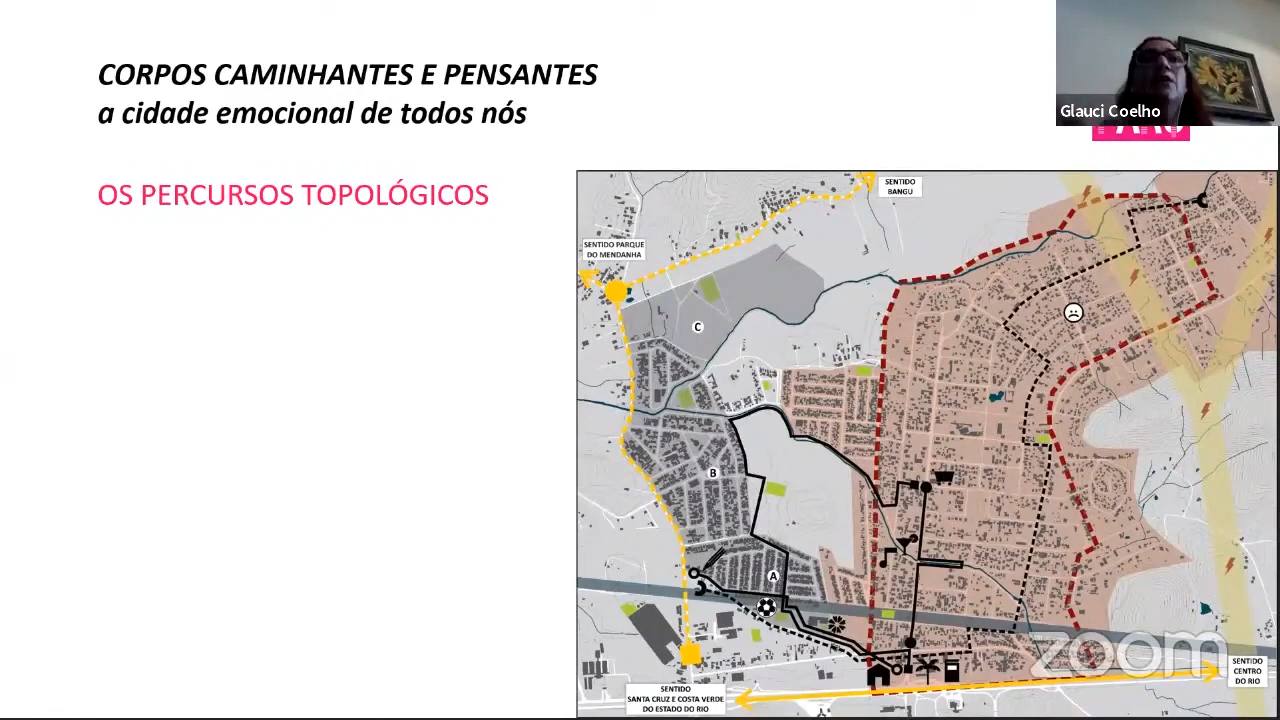 CORPOS CAMINHANTES E PENSANTES
a cidade emocional de todos nós
Glauci Coelho
OS PERCURSOS TOPOLÓGICOS
SENTIDO
BANGU
SENTIDO PARQUE
DO MENDANHA
C
B
A
zoom
SENTIDO
CENTRO
DO RIO
SENTIDO
SANTA CRUZ E COSTA VERDE
DO ESTADO DO RIO